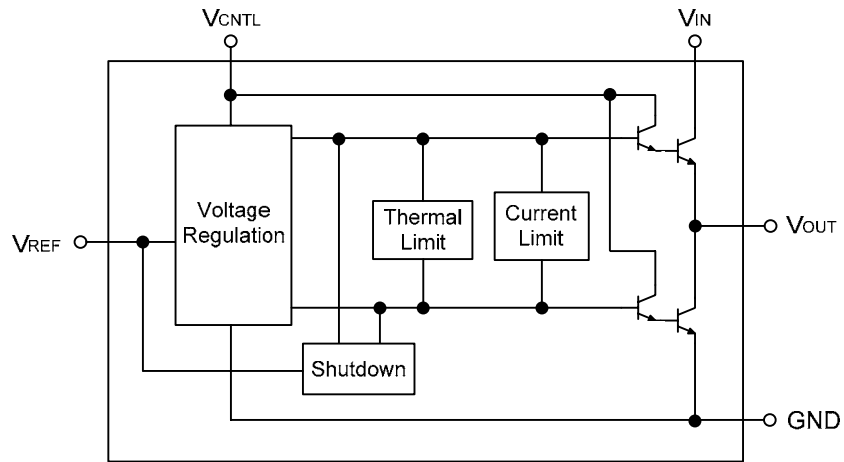 VCNTL
VIN
Voltage
Regulation
Thermal
Limit
Current
Limit
VREF
VOUT
Shutdown
GND